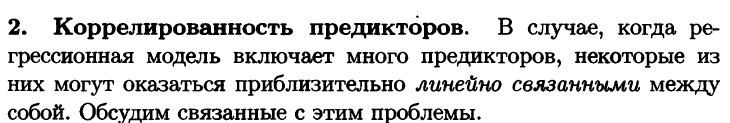 2. Коррелированность предикторов. В случае, когда ре-
грессионная модель включает много предикторов, некоторые из
них могут оказаться приблизительно линейно связанными между
собой. Обсудим связанные с этим проблемы.